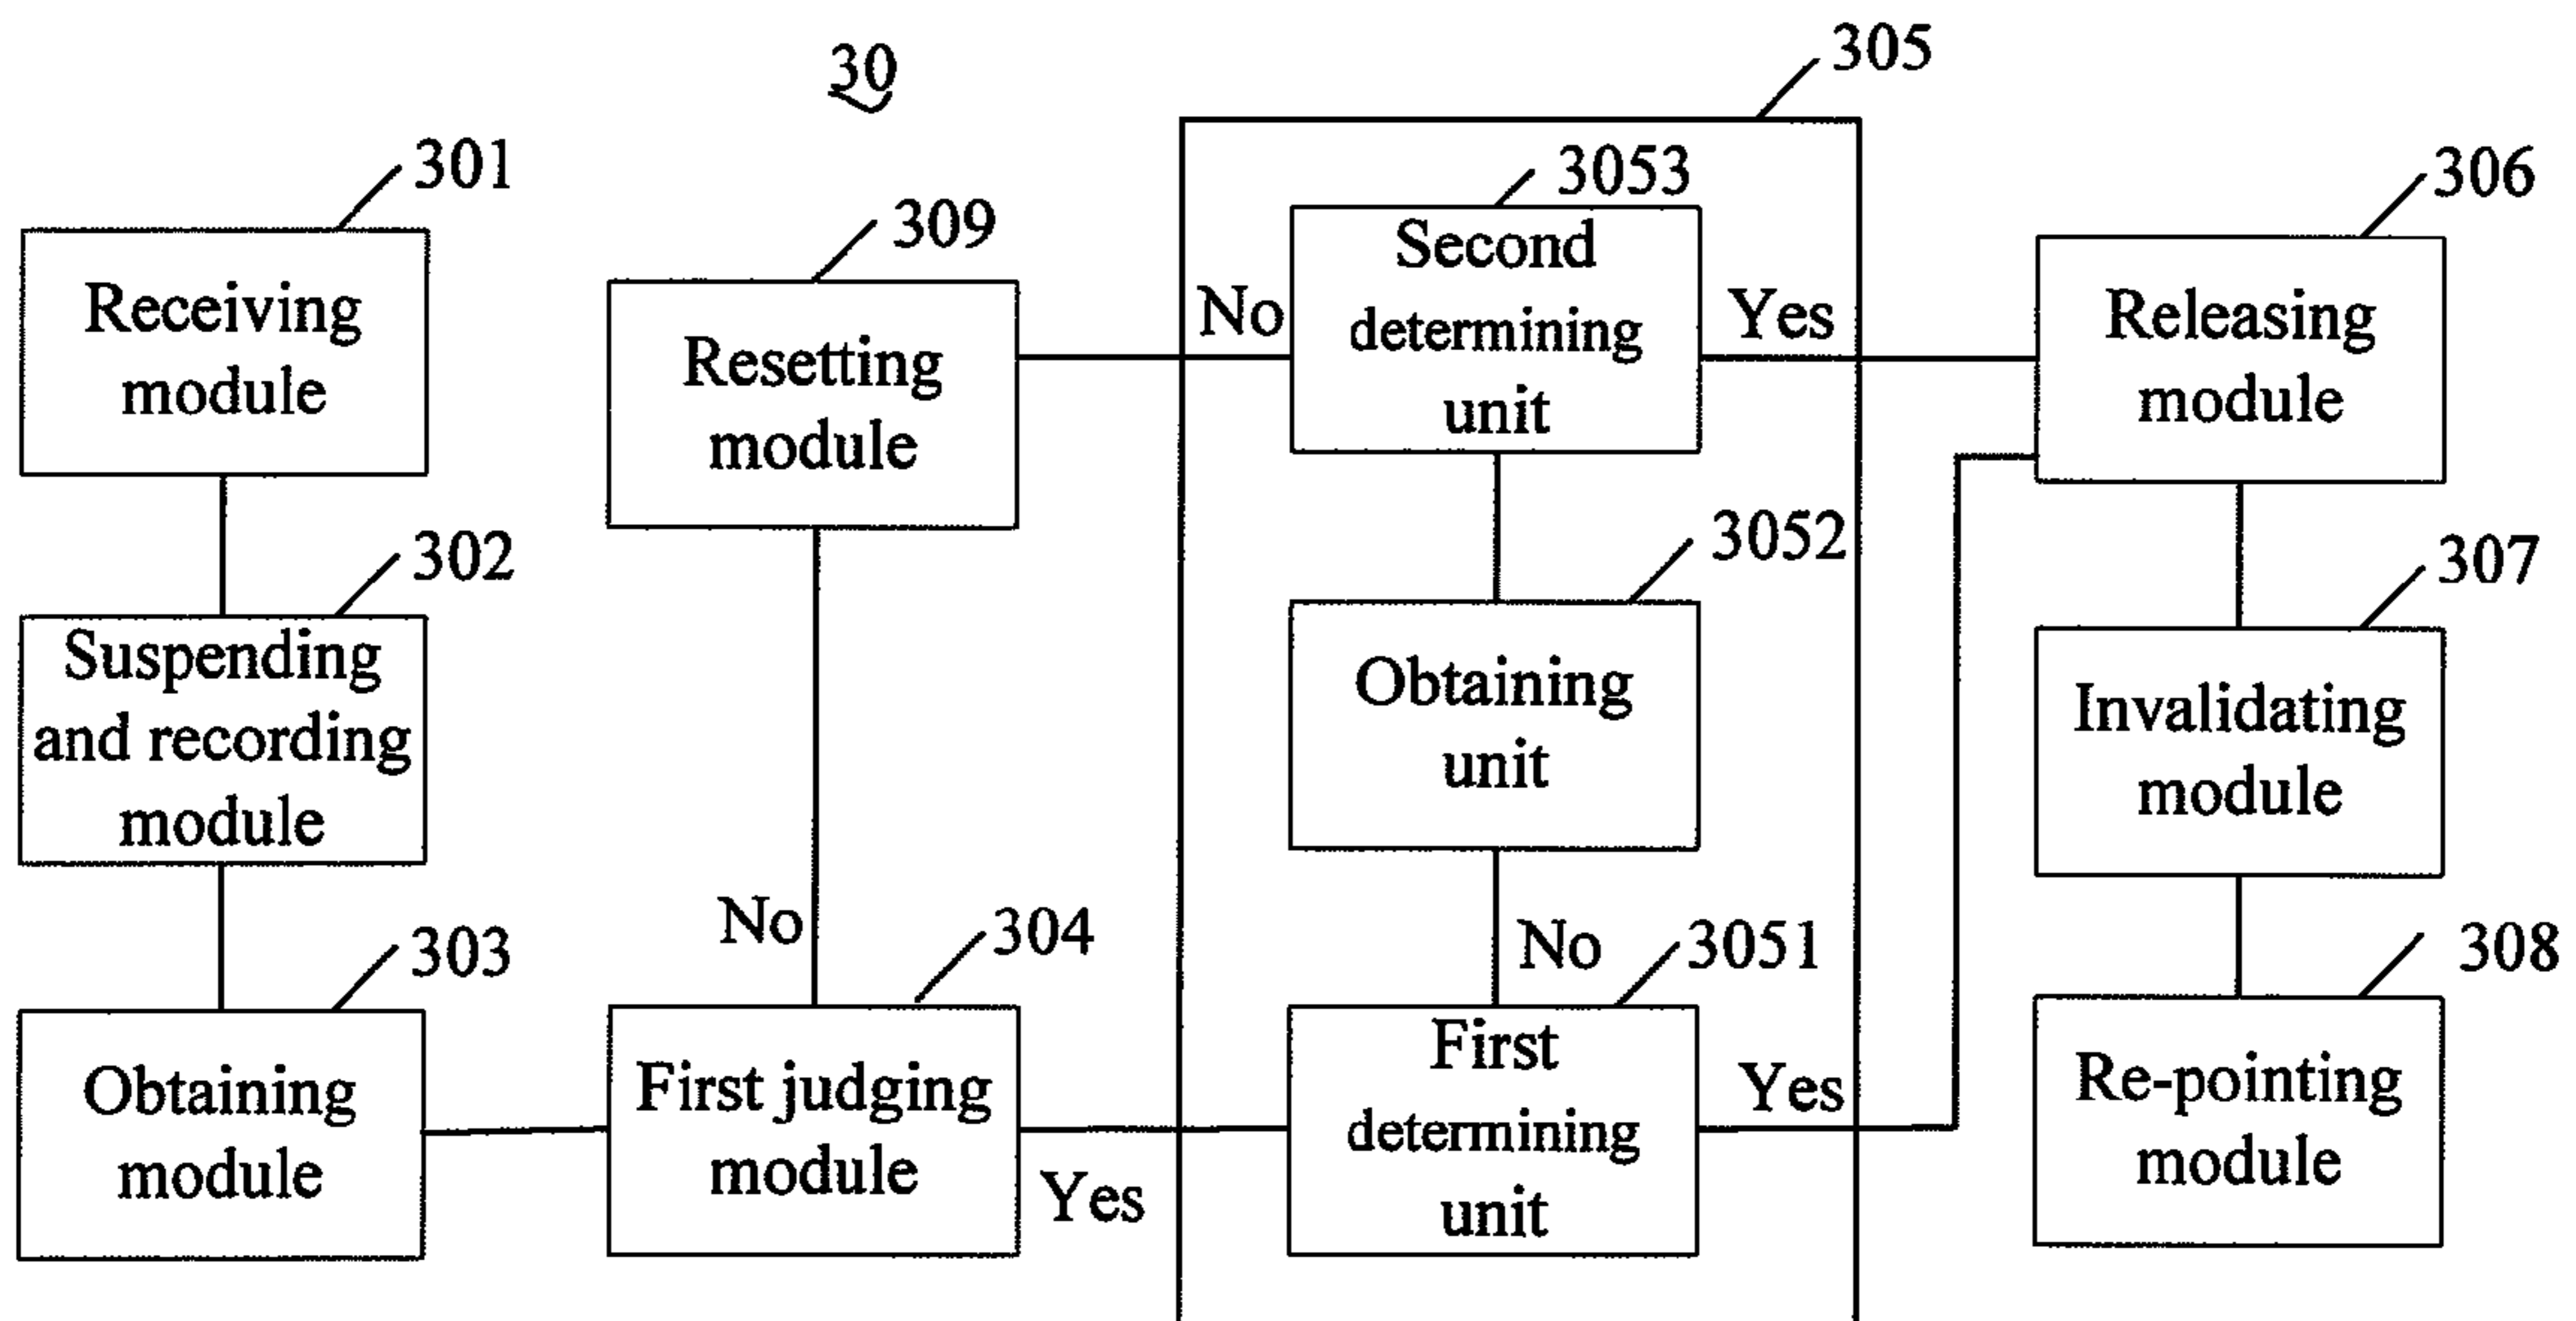 30
305
301
Receiving
module
302
Suspending
and recording
module
303
Obtaining
module
309
Resetting
module
No
304
First judging
module
Yes
3053
Second
determining
unit
No
Yes
3052
Obtaining
unit
No
3051
First
determining
unit
Yes
306
Releasing
module
307
Invalidating
module
308
Re-pointing
module